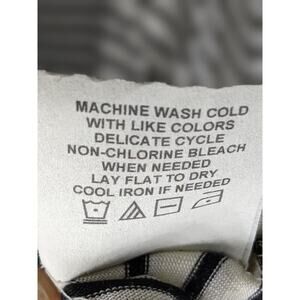 MACHINE WASH COLD
WITH LIKE COLORS
DELICATE CYCLE
NON-CHLORINE BLEACH
WHEN NEEDED
LAY FLAT TO DRY
COOL IRON IF NEEDED